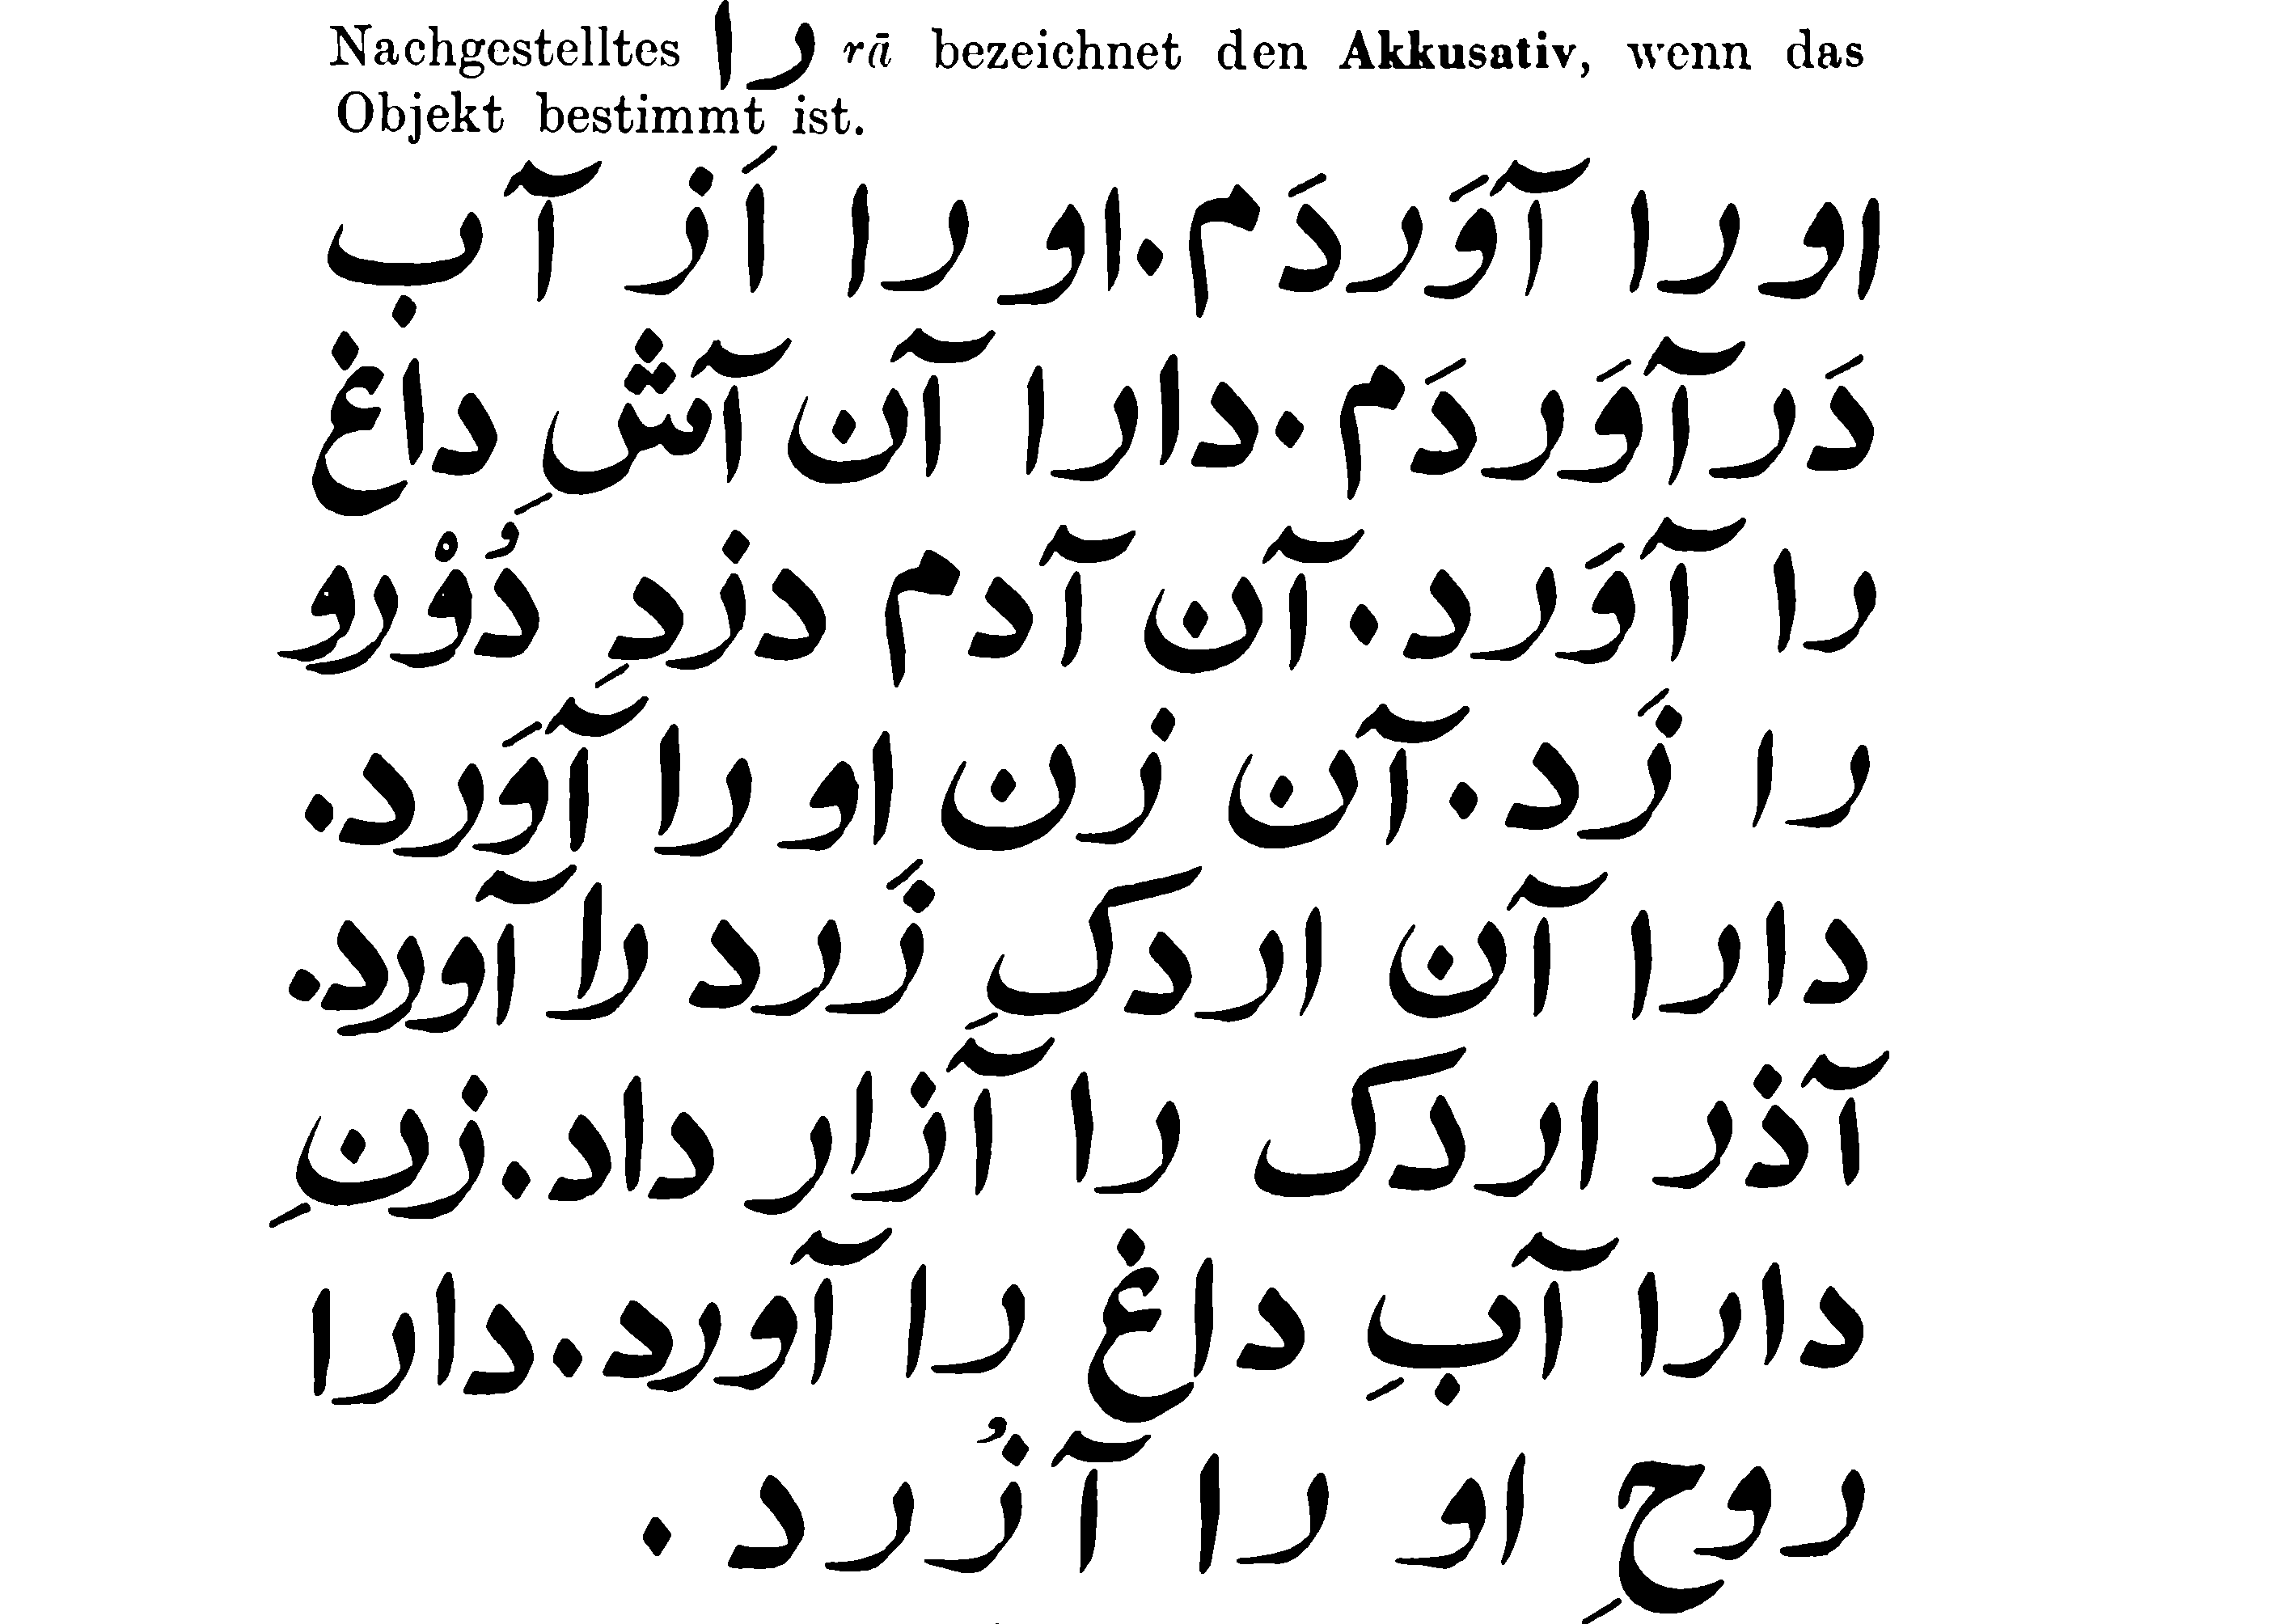 Nachgestelltes را rā bezeichnet den Akkusativ, wenn das
Objekt bestimmt ist.
او را آوَردَم. او را اَز آب
دَرآوَردَم. دارا آن آشِ داغ
را آوَرد. آن آدم دزدِ دُوْرو
را زَد. آن زن او را آوَرد.
دارا آن اردکِ زَرد را آورد.
آذر اردک را آزار داد. زنِ
دارا آبِ داغ را آورد. دارا
روحِ او را آزُرد.